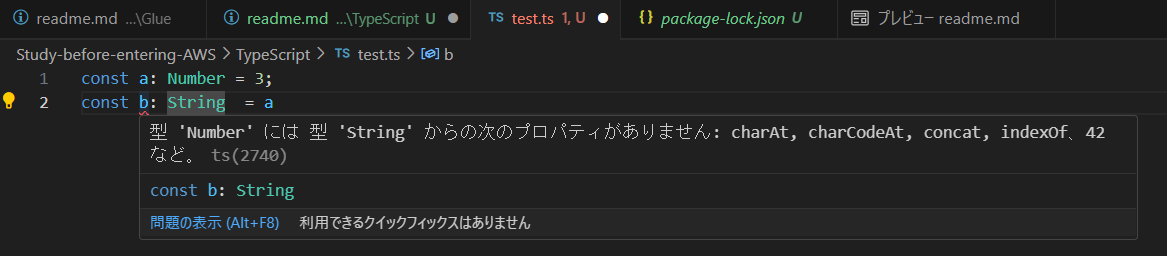 readme.md ...\Glue
readme.md ...\TypeScript U
TS test.ts 1, U
{} package-lock.json U
プレビュー readme.md
Study-before-entering-AWS > TypeScript > TS test.ts > b
1 const a: Number = 3;
2 const b: String  = a
型 'Number' には 型 'String' からの次のプロパティがありません: charAt, charCodeAt, concat, indexOf、42
など。 ts(2740)
const b: String
問題の表示 (Alt+F8) 利用できるクイックフィックスはありません